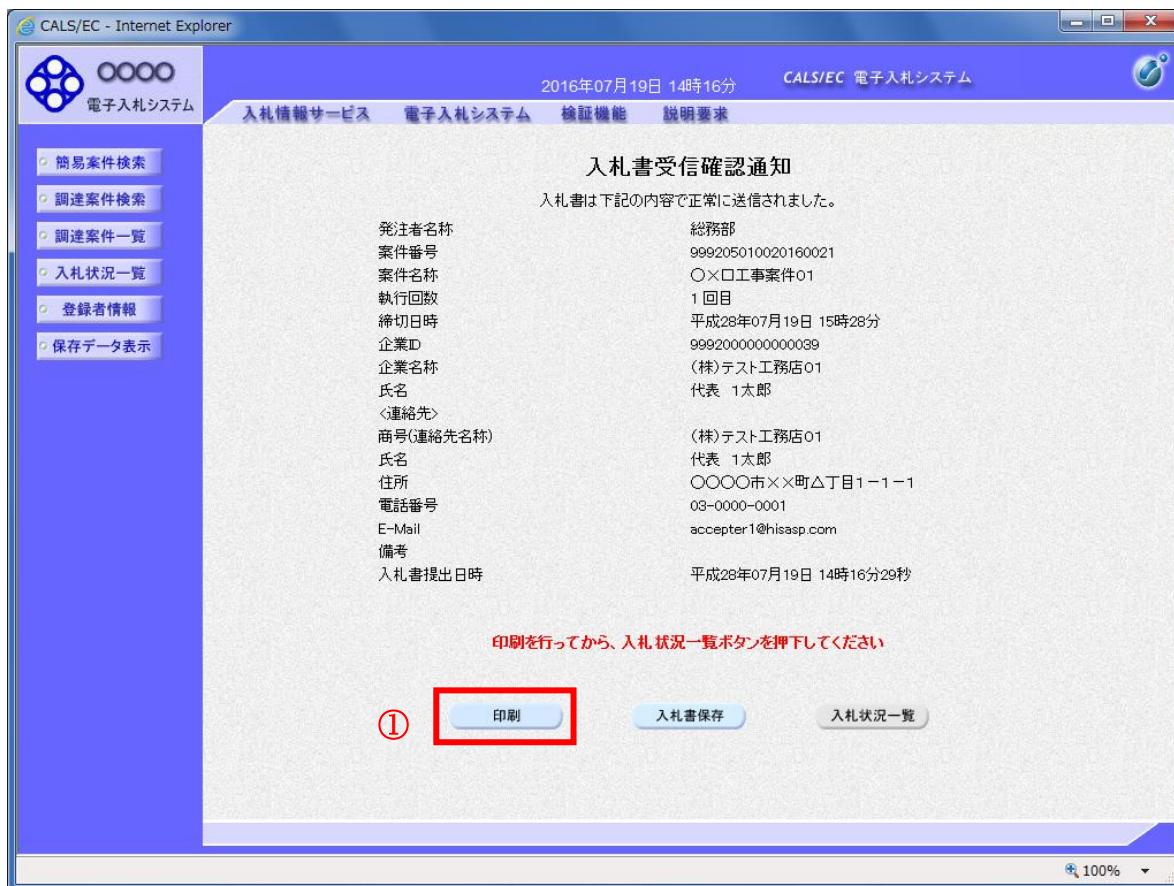 CALS/EC - Internet Explorer
〇〇〇〇
電子入札システム
2016年07月19日 14時16分
CALS/EC 電子入札システム
入札情報サービス 電子入札システム 検証機能 説明要求
簡易案件検索
調達案件検索
調達案件一覧
入札状況一覧
登録者情報
保存データ表示
入札書受信確認通知
入札書は下記の内容で正常に送信されました。
発注者名称 総務部
案件番号 999205010020160021
案件名称 〇×口工事案件01
執行回数 1回目
締切日時 平成28年07月19日 15時28分
企業ID 9992000000000039
企業名称 (株)テスト工務店01
氏名 代表 1太郎
<連絡先>
商号(連絡先名称) (株)テスト工務店01
氏名 代表 1太郎
住所 〇〇〇〇市××町△丁目1-1-1
電話番号 03-0000-0001
E-Mail accepter1@hisasp.com
備考
入札書提出日時 平成28年07月19日 14時16分29秒
印刷を行ってから、入札状況一覧ボタンを押下してください
① 印刷 入札書保存 入札状況一覧
100%